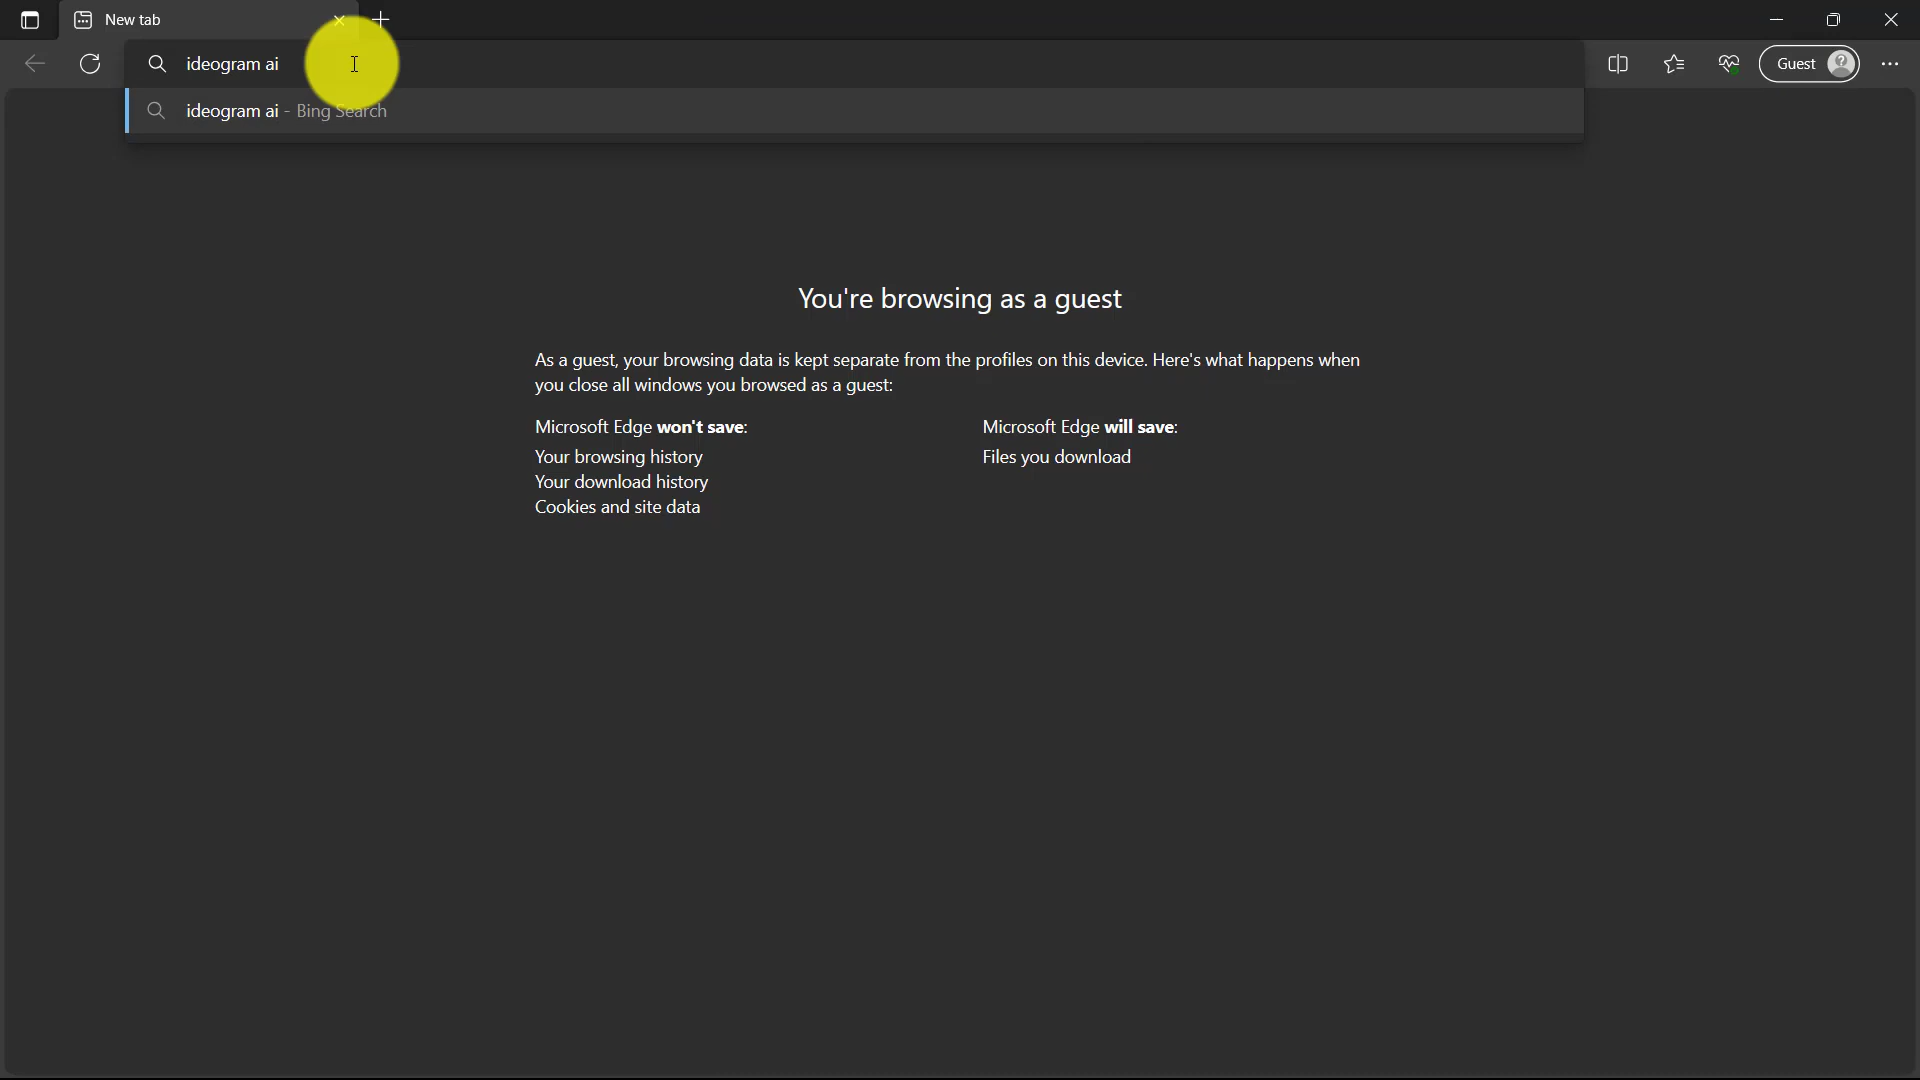 New tab
ideogram ai
Guest
ideogram ai - Bing Search
You're browsing as a guest
As a guest, your browsing data is kept separate from the profiles on this device. Here's what happens when
you close all windows you browsed as a guest:
Microsoft Edge won't save:
Your browsing history
Your download history
Cookies and site data
Microsoft Edge will save:
Files you download